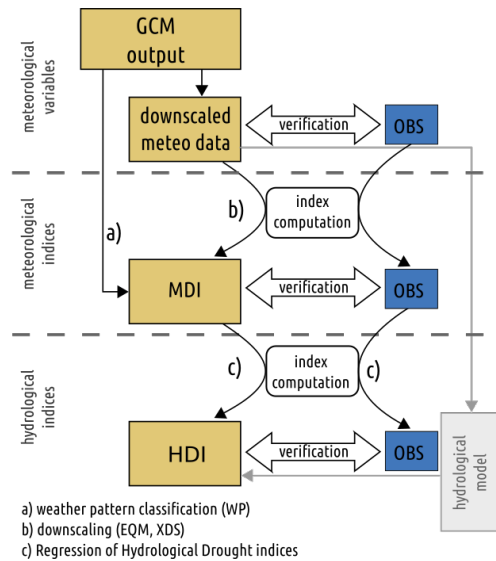 GCM
output
meteorological
variables
downscaled
meteo data
verification
OBS
index
computation
b)
a)
meteorological
indices
MDI
verification
OBS
c)
index
computation
c)
hydrological
indices
HDI
verification
OBS
hydrological
model
a) weather pattern classification (WP)
b) downscaling (EQM, XDS)
c) Regression of Hydrological Drought indices